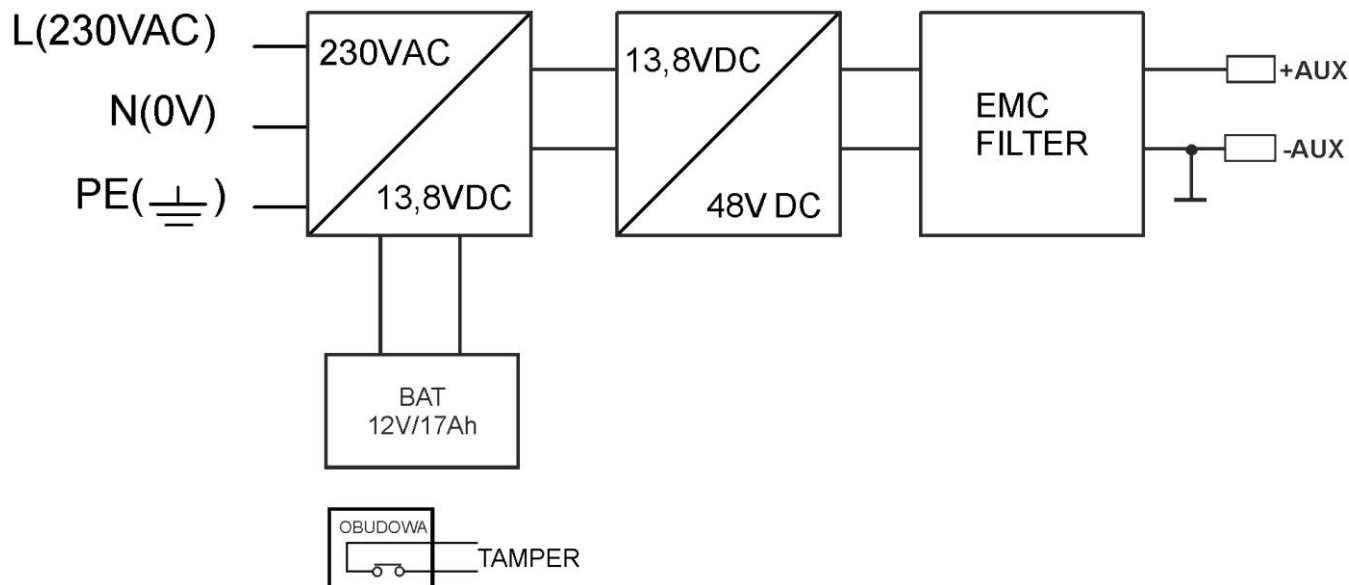 L(230VAC)
N(0V)
PE( )
230VAC
13,8VDC
13,8VDC
48V DC
EMC
FILTER
+AUX
-AUX
BAT
12V/17Ah
OBUDOWA
TAMPER